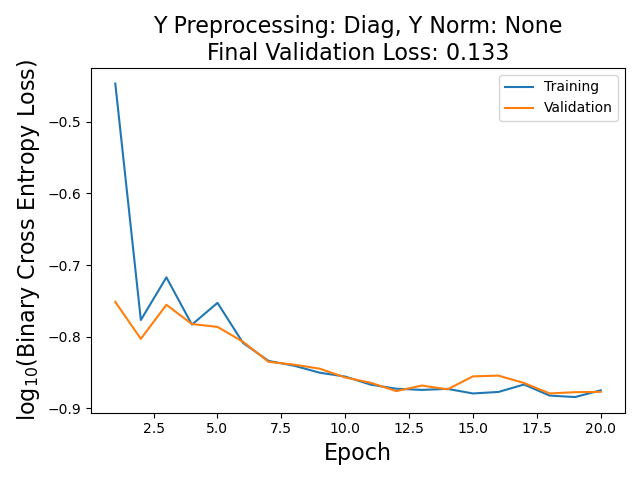 Y Preprocessing: Diag, Y Norm: None
Final Validation Loss: 0.133
log₁₀(Binary Cross Entropy Loss)
Training
Validation
−0.5
−0.6
−0.7
−0.8
−0.9
2.5 5.0 7.5 10.0 12.5 15.0 17.5 20.0
Epoch